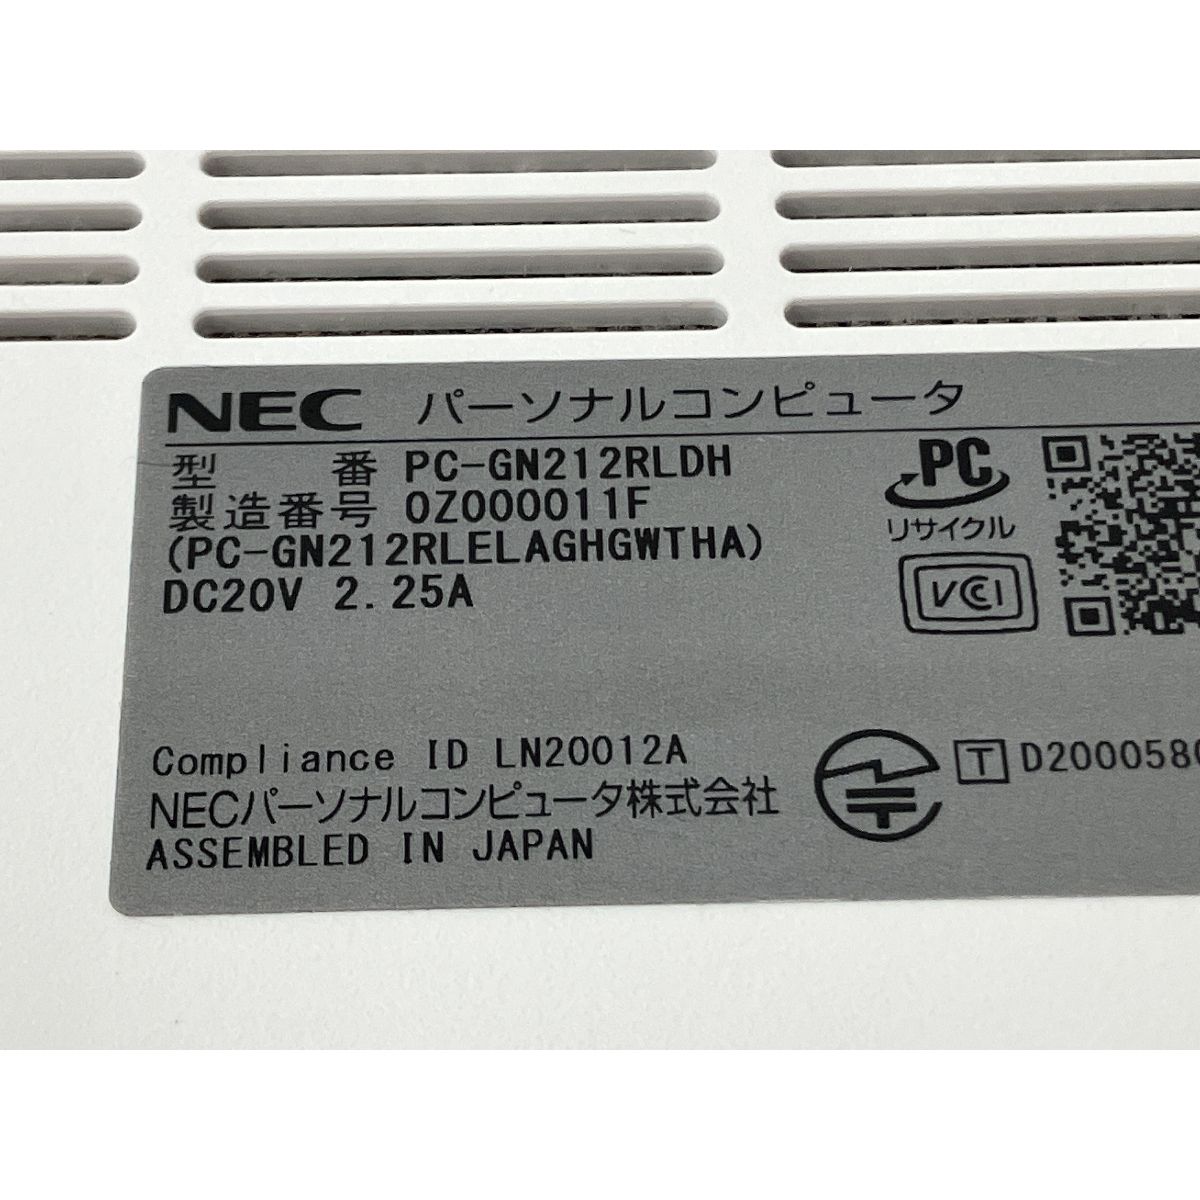 NEC パーソナルコンピュータ
型 番 PC-GN212RLDH
製造番号 0Z000011F
(PC-GN212RLELAGHGWTHA)
DC20V 2.25A
PC
リサイクル
VCCI
Compliance ID LN20012A
NECパーソナルコンピュータ株式会社
ASSEMBLED IN JAPAN
T D2000580